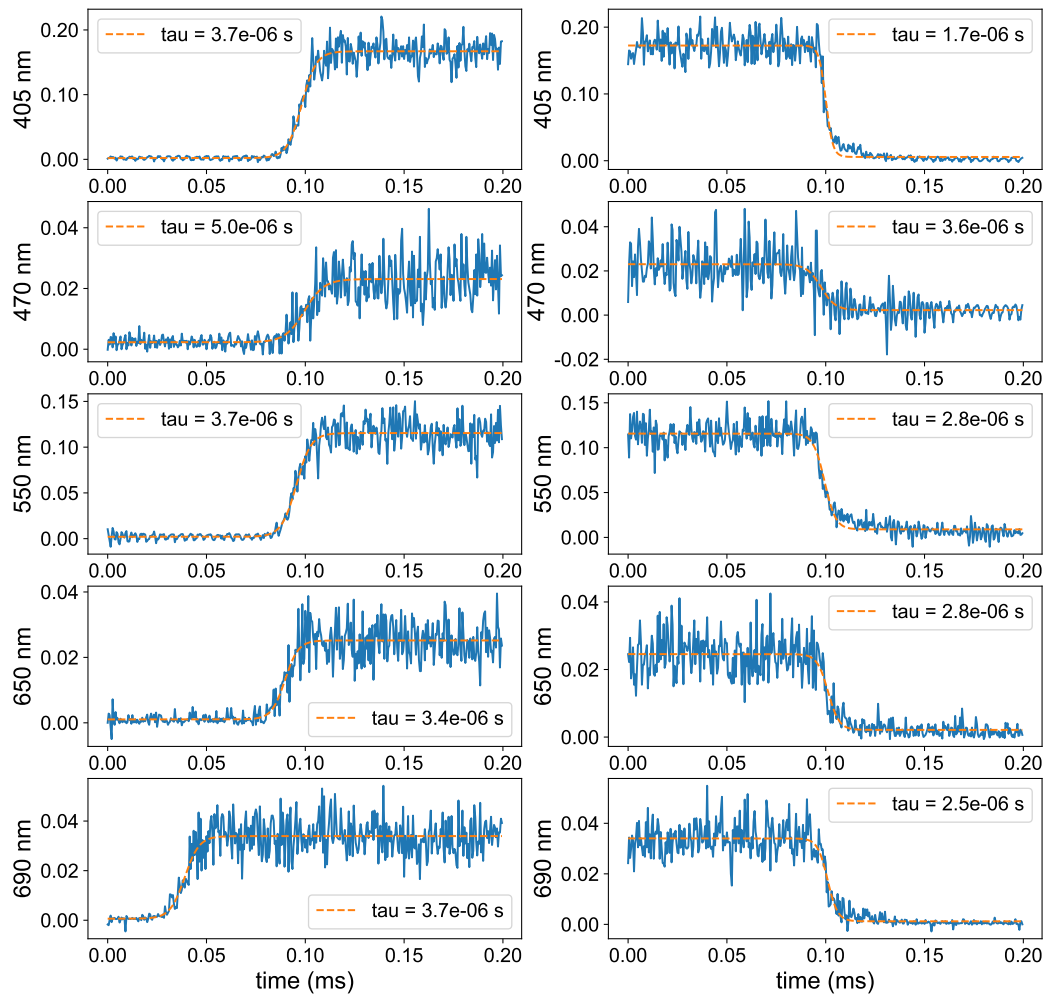 405 nm
0.20
0.10
0.00
tau = 3.7e-06 s
0.00 0.05 0.10 0.15 0.20
405 nm
0.20
0.15
0.10
0.05
0.00
tau = 1.7e-06 s
0.00 0.05 0.10 0.15 0.20
470 nm
0.04
0.02
0.00
tau = 5.0e-06 s
0.00 0.05 0.10 0.15 0.20
470 nm
0.04
0.02
0.00
-0.02
tau = 3.6e-06 s
0.00 0.05 0.10 0.15 0.20
550 nm
0.15
0.10
0.05
0.00
tau = 3.7e-06 s
0.00 0.05 0.10 0.15 0.20
550 nm
0.15
0.10
0.05
0.00
tau = 2.8e-06 s
0.00 0.05 0.10 0.15 0.20
650 nm
0.04
0.02
0.00
tau = 3.4e-06 s
0.00 0.05 0.10 0.15 0.20
650 nm
0.04
0.02
0.00
tau = 2.8e-06 s
0.00 0.05 0.10 0.15 0.20
690 nm
0.04
0.02
0.00
tau = 3.7e-06 s
0.00 0.05 0.10 0.15 0.20
time (ms)
690 nm
0.04
0.02
0.00
tau = 2.5e-06 s
0.00 0.05 0.10 0.15 0.20
time (ms)